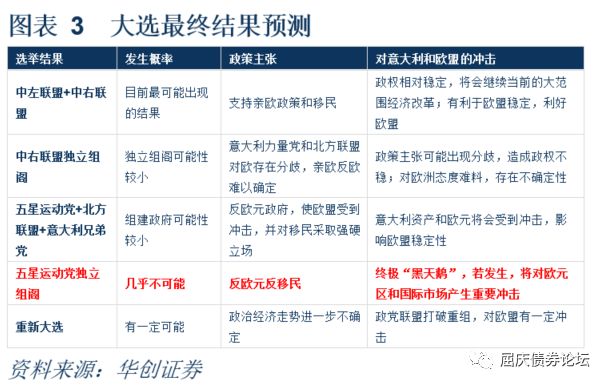 图表 3 大选最终结果预测
选举结果 发生概率 政策主张 对意大利和欧盟的冲击
中左联盟+中右联
盟
目前最可能出现
的结果
支持亲欧政策和移民
政权相对稳定，将会继续当前的大范
围经济改革；有利于欧盟稳定，利好
欧盟
中右联盟独立组
阁
独立组阁可能性
较小
意大利力量党和北方联盟
对欧存在分歧，亲欧反欧
难以确定
政策主张可能出现分歧，造成政权不
稳；对欧洲态度难料，存在不确定性
五星运动党+北方
联盟+意大利兄弟
党
组建政府可能性
较小
反欧元政府，使欧盟受到
冲击，并对移民采取强硬
立场
意大利资产和欧元将会受到冲击，影
响欧盟稳定性
五星运动党独立
组阁
几乎不可能
反欧元反移民
终极“黑天鹅”，若发生，将对欧元
区和国际市场产生重要冲击
重新大选
有一定可能
政治经济走势进一步不确
定
政党联盟打破重组，对欧盟有一定冲
击
资料来源：华创证券
屈庆债券论坛